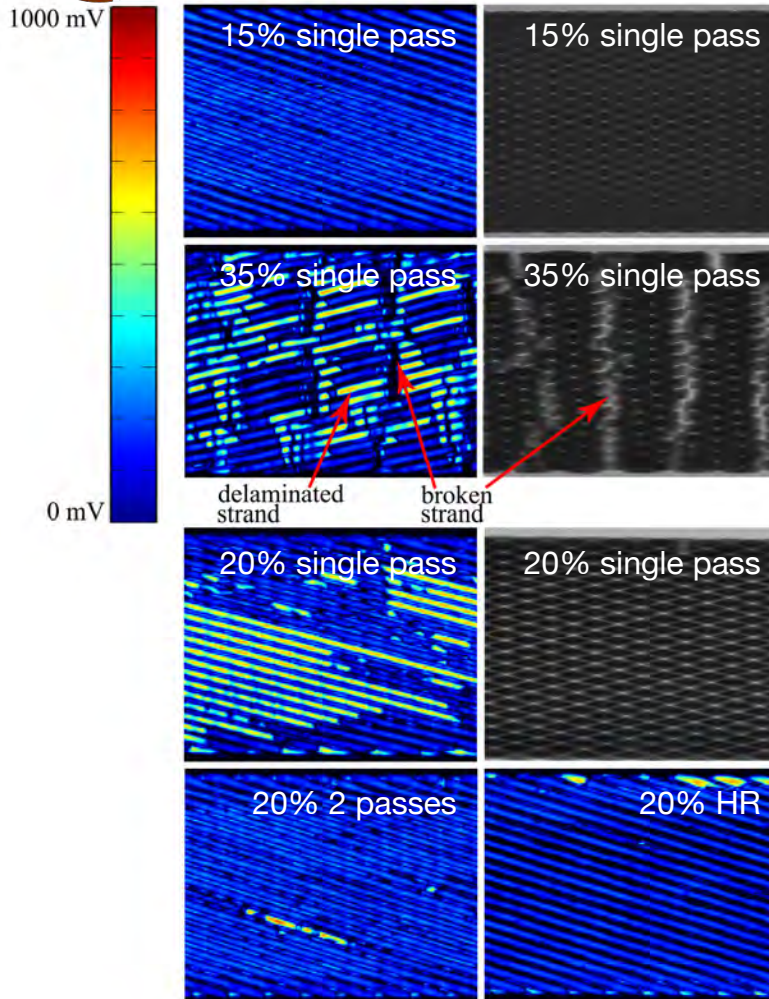 1000 mV
0 mV
15% single pass
15% single pass
35% single pass
35% single pass
delaminated
strand
broken
strand
20% single pass
20% single pass
20% 2 passes
20% HR